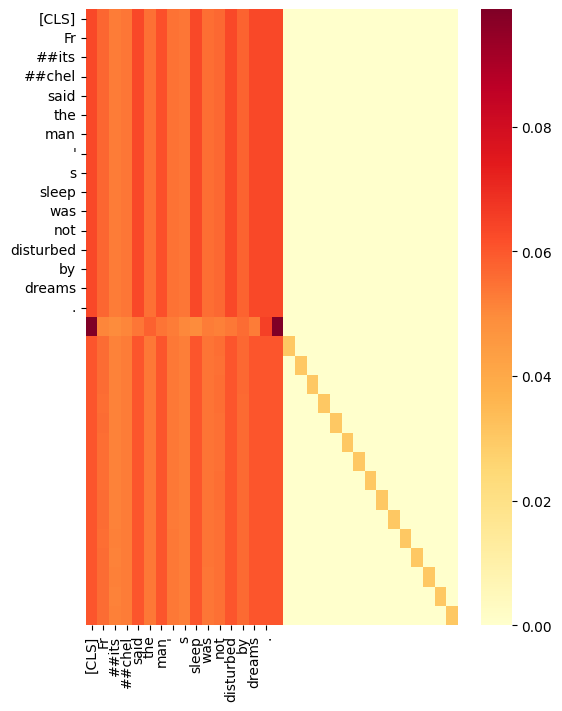 [CLS]
Fr
##its
##chel
said
the
man
'
s
sleep
was
not
disturbed
by
dreams
.
0.08
0.06
0.04
0.02
0.00
[CLS]
Fr
##its
##chel
said
the
man
'
s
sleep
was
not
disturbed
by
dreams
.